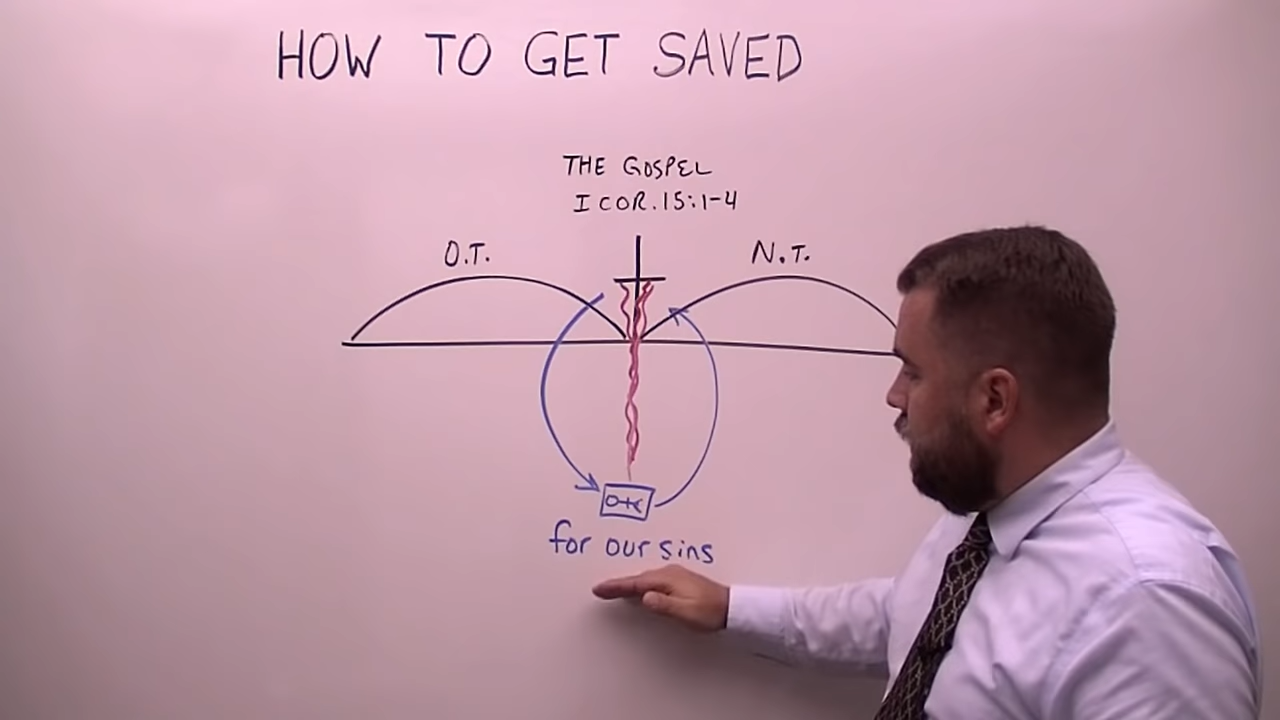 HOW TO GET SAVED
THE GOSPEL
I COR. 15:1-4
O.T.
N.T.
for our sins